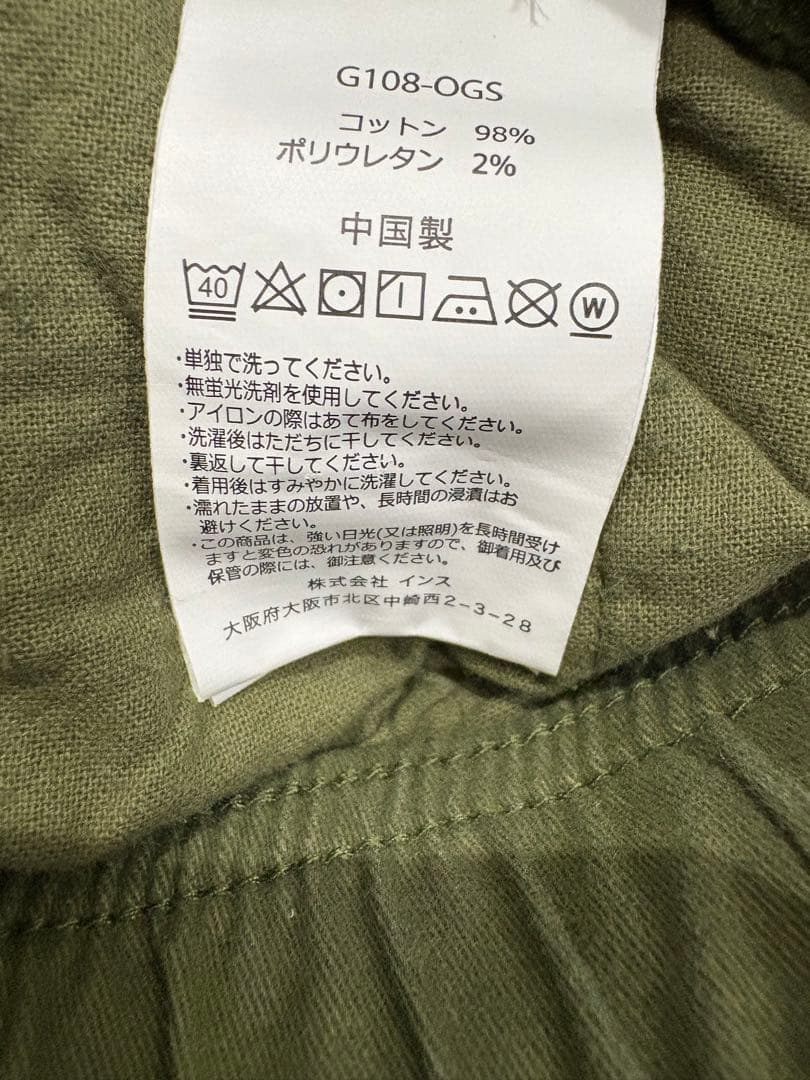 G108-OGS
コットン 98%
ポリウレタン 2%
中国製
40 W
・単独で洗ってください。
・無蛍光洗剤を使用してください。
・アイロンの際はあて布をしてください。
・洗濯後はただちに干してください。
・裏返して干してください。
・着用後はすみやかに洗濯してください。
・濡れたままの放置や、長時間の浸漬はお
避けください。
・この商品は、強い日光(又は照明)を長時間受け
ますと変色の恐れがありますので、御着用及び
保管の際には、御注意ください。
株式会社 インス
大阪府大阪市北区中崎西2-3-28